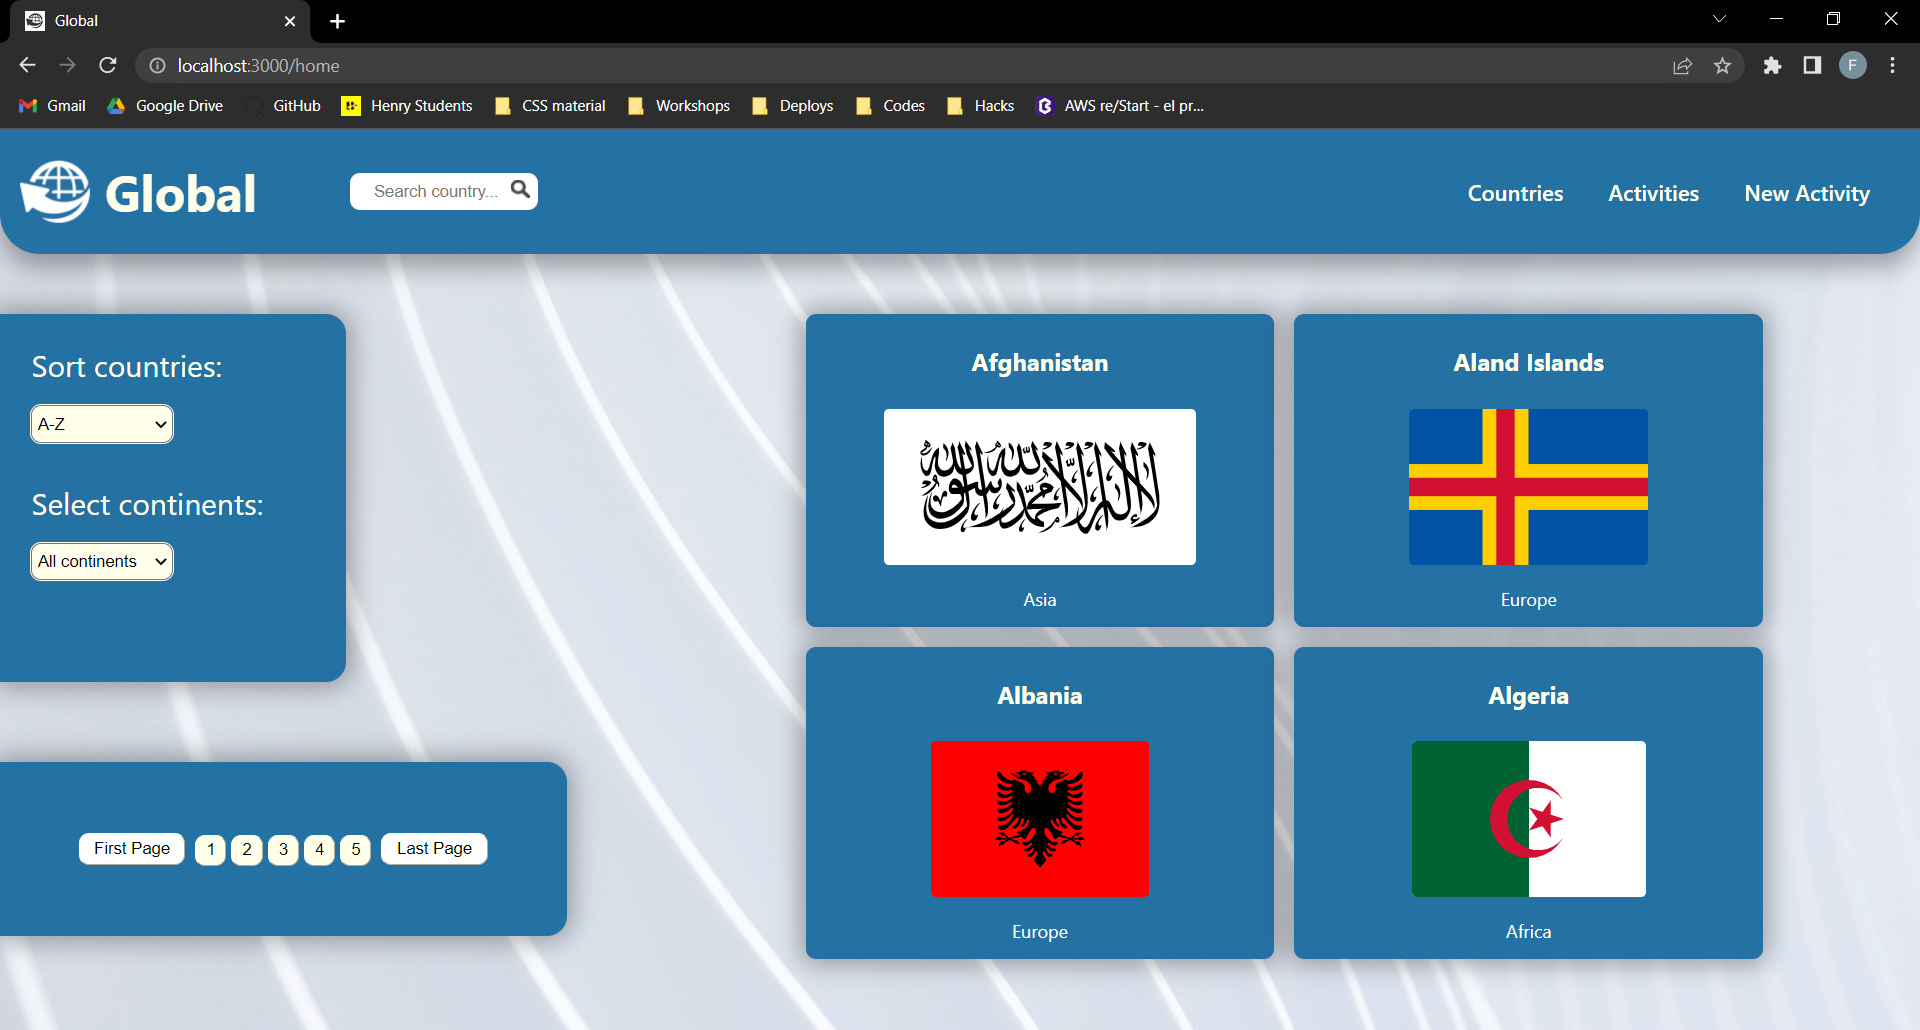 Global
localhost:3000/home
F
Gmail Google Drive GitHub Henry Students CSS material Workshops Deploys Codes Hacks AWS re/Start - el pr...
Global
Search country...
Countries Activities New Activity
Sort countries:
A-Z
Select continents:
All continents
First Page 1 2 3 4 5 Last Page
Afghanistan
لا إله إلا الله محمد رسول الله
Asia
Aland Islands
Europe
Albania
Europe
Algeria
Africa